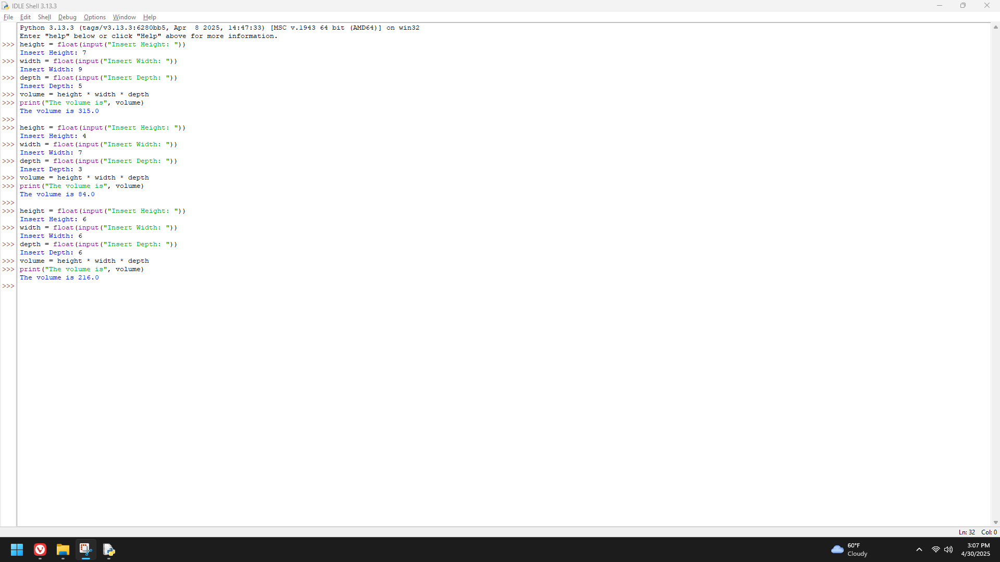 IDLE Shell 3.13.3
File Edit Shell Debug Options Window Help
Python 3.13.3 (tags/v3.13.3:6280bb5, Apr  8 2025, 14:47:33) [MSC v.1943 64 bit (AMD64)] on win32
Enter "help" below or click "Help" above for more information.
>>> height = float(input("Insert Height: "))
Insert Height: 7
>>> width = float(input("Insert Width: "))
Insert Width: 9
>>> depth = float(input("Insert Depth: "))
Insert Depth: 5
>>> volume = height * width * depth
>>> print("The volume is", volume)
The volume is 315.0
>>>
>>> height = float(input("Insert Height: "))
Insert Height: 4
>>> width = float(input("Insert Width: "))
Insert Width: 7
>>> depth = float(input("Insert Depth: "))
Insert Depth: 3
>>> volume = height * width * depth
>>> print("The volume is", volume)
The volume is 84.0
>>>
>>> height = float(input("Insert Height: "))
Insert Height: 6
>>> width = float(input("Insert Width: "))
Insert Width: 6
>>> depth = float(input("Insert Depth: "))
Insert Depth: 6
>>> volume = height * width * depth
>>> print("The volume is", volume)
The volume is 216.0
>>>
Ln: 32 Col: 0
60°F
Cloudy
3:07 PM
4/30/2025